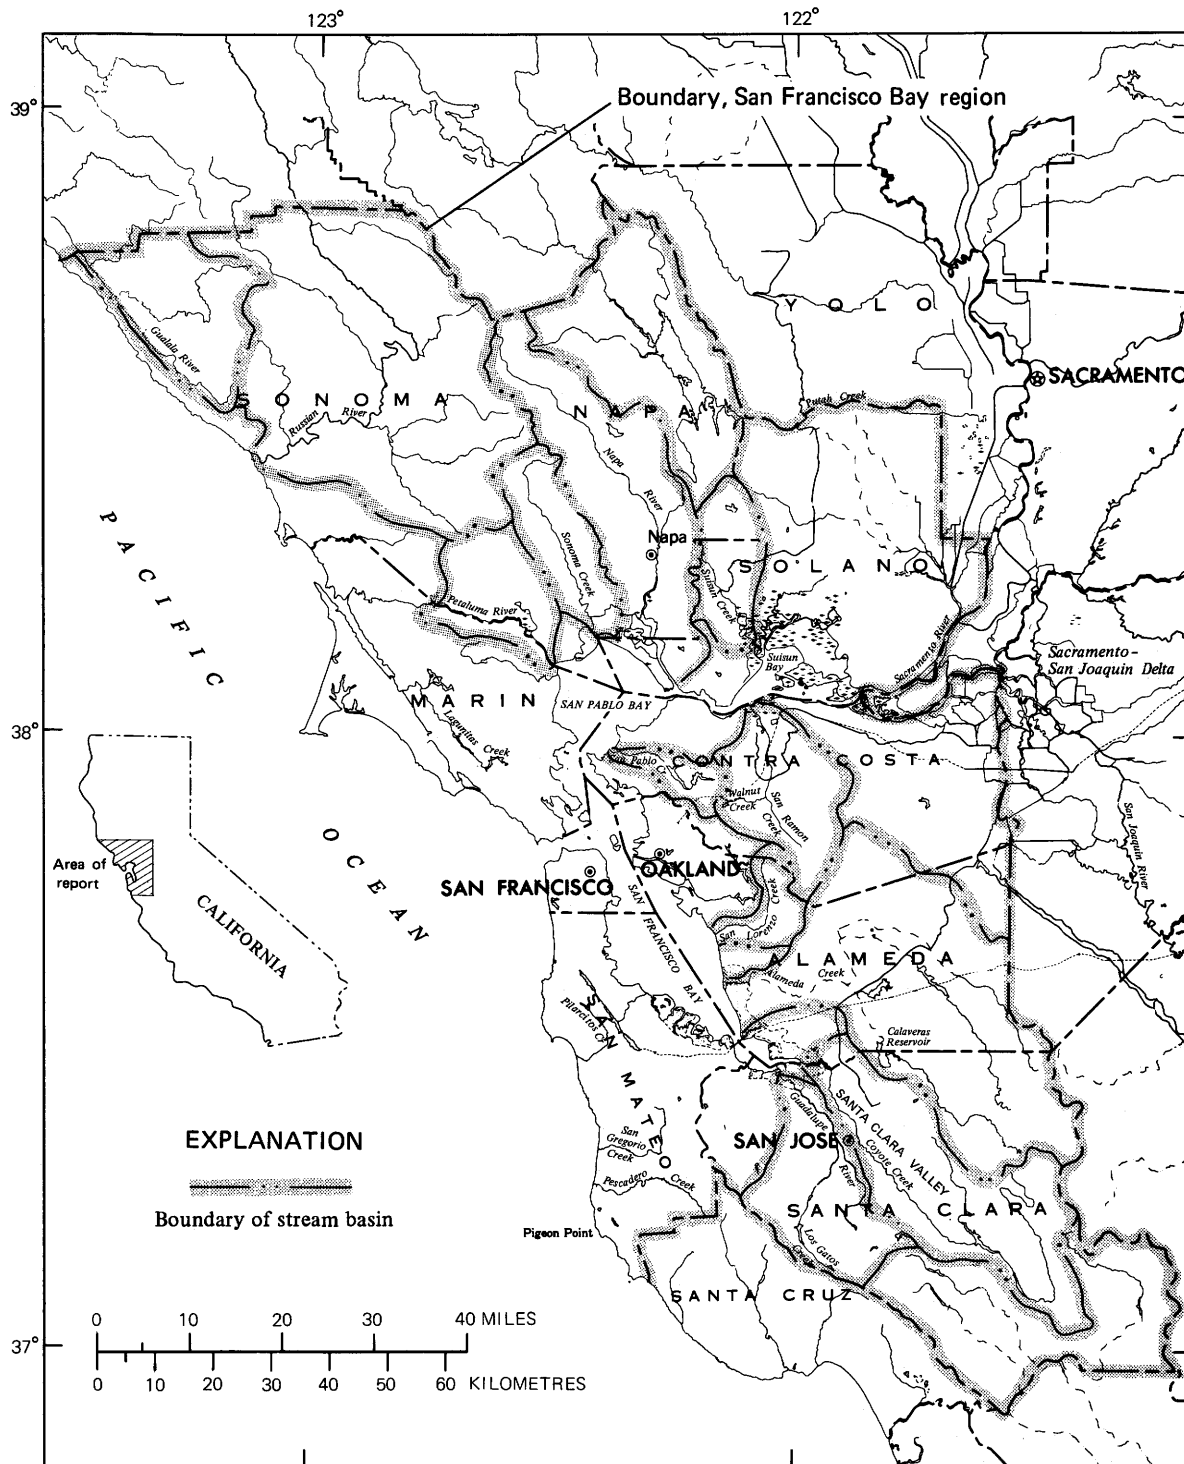 123°
122°
39°
Boundary, San Francisco Bay region
YOLO
Gualala River
SACRAMENTO
SONOMA
Russian River
NAPA
Putah Creek
Napa River
PACIFIC OCEAN
Napa
Sonoma Creek
SOLANO
Suisun Creek
Petaluma River
Sacramento River
Suisun
Bay
Sacramento-
San Joaquin Delta
MARIN
SAN PABLO BAY
Lagunitas Creek
38°
San Pablo Cr
CONTRA COSTA
Walnut
Creek
San Ramon
Creek
San Joaquin River
Area of
report
CALIFORNIA
OAKLAND
SAN FRANCISCO
SAN FRANCISCO BAY
San Lorenzo Creek
ALAMEDA
Alameda
Creek
Pilarcitos Cr
SAN MATEO
Calaveras
Reservoir
Guadalupe River
SANTA CLARA VALLEY
Coyote Creek
EXPLANATION
San
Gregorio
Creek
SAN JOSE
Pescadero Creek
Boundary of stream basin
SANTA CLARA
Pigeon Point
Los Gatos
Creek
SANTA CRUZ
0 10 20 30 40 MILES
37°
0 10 20 30 40 50 60 KILOMETRES